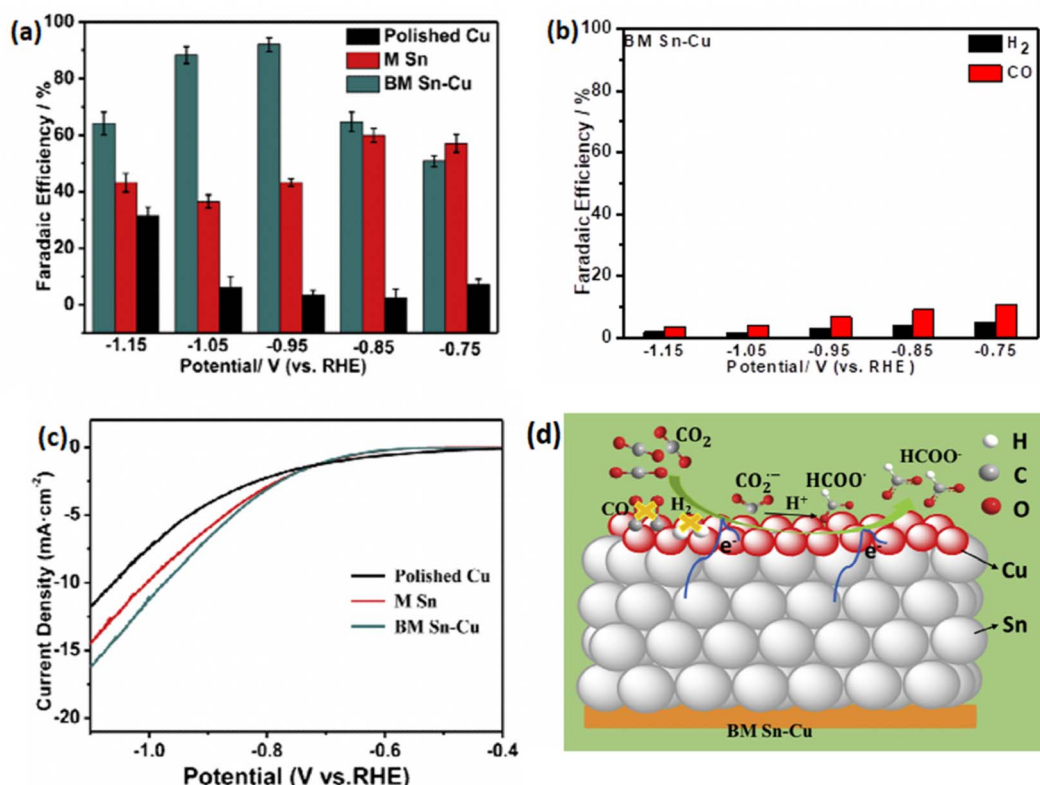 (a)
Faradaic Efficiency / %
100
80
60
40
20
0
Polished Cu
M Sn
BM Sn-Cu
-1.15 -1.05 -0.95 -0.85 -0.75
Potential/ V (vs. RHE)
(b)
Faradaic Efficiency / %
100
80
60
40
20
0
BM Sn-Cu
H2
CO
-1.15 -1.05 -0.95 -0.85 -0.75
Potential/ V (vs. RHE)
(c)
Current Density (mA·cm-2)
0
-5
-10
-15
-20
Polished Cu
M Sn
BM Sn-Cu
-1.0 -0.8 -0.6 -0.4
Potential (V vs.RHE)
(d)
CO2
HCOO-
H
C
O
CO2·−
HCOO·
H+
CO
H2
e-
e-
Cu
Sn
BM Sn-Cu